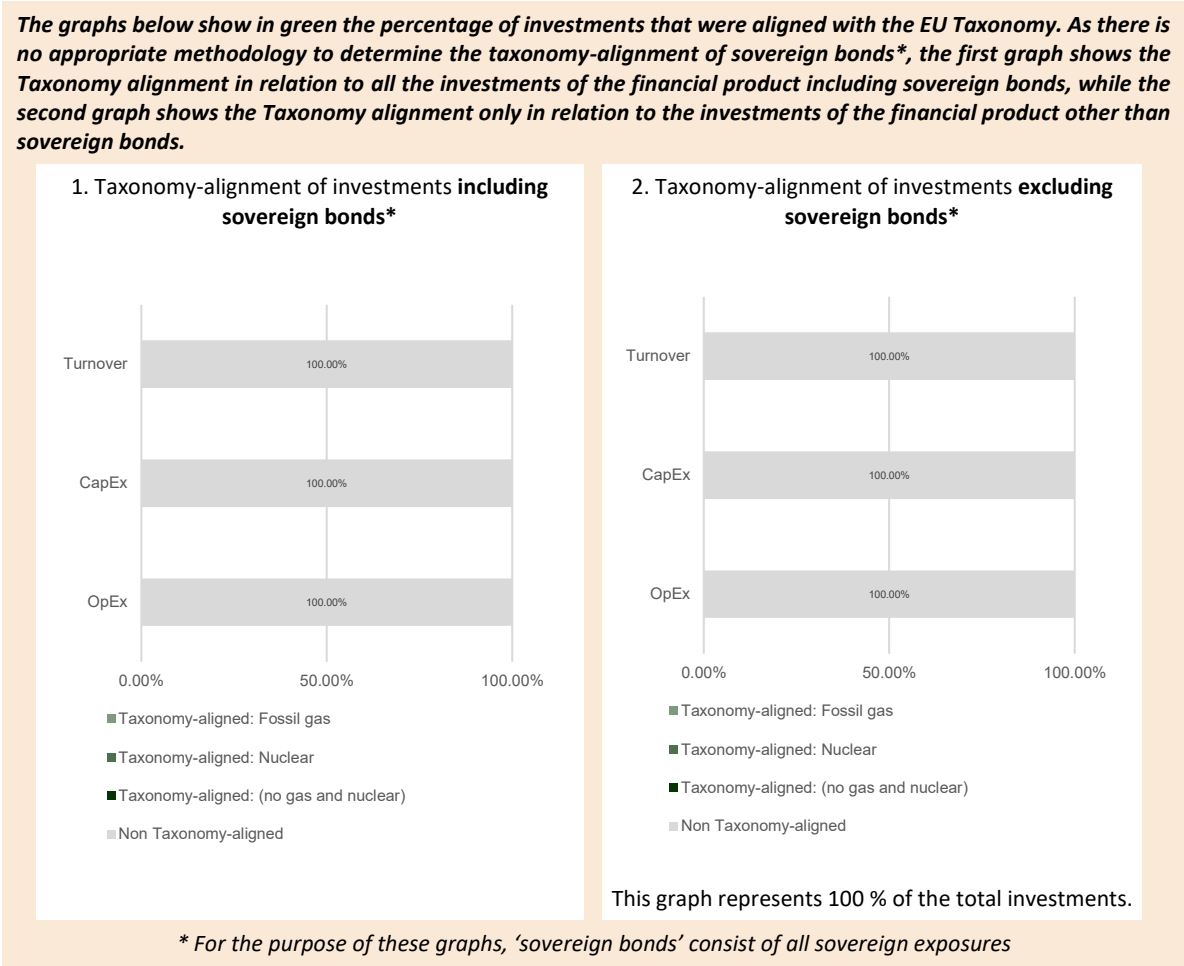 The graphs below show in green the percentage of investments that were aligned with the EU Taxonomy. As there is
no appropriate methodology to determine the taxonomy-alignment of sovereign bonds*, the first graph shows the
Taxonomy alignment in relation to all the investments of the financial product including sovereign bonds, while the
second graph shows the Taxonomy alignment only in relation to the investments of the financial product other than
sovereign bonds.
1. Taxonomy-alignment of investments including
sovereign bonds*
Turnover
100.00%
CapEx
100.00%
OpEx
100.00%
0.00% 50.00% 100.00%
Taxonomy-aligned: Fossil gas
Taxonomy-aligned: Nuclear
Taxonomy-aligned: (no gas and nuclear)
Non Taxonomy-aligned
2. Taxonomy-alignment of investments excluding
sovereign bonds*
Turnover
100.00%
CapEx
100.00%
OpEx
100.00%
0.00% 50.00% 100.00%
Taxonomy-aligned: Fossil gas
Taxonomy-aligned: Nuclear
Taxonomy-aligned: (no gas and nuclear)
Non Taxonomy-aligned
This graph represents 100 % of the total investments.
* For the purpose of these graphs, ‘sovereign bonds’ consist of all sovereign exposures